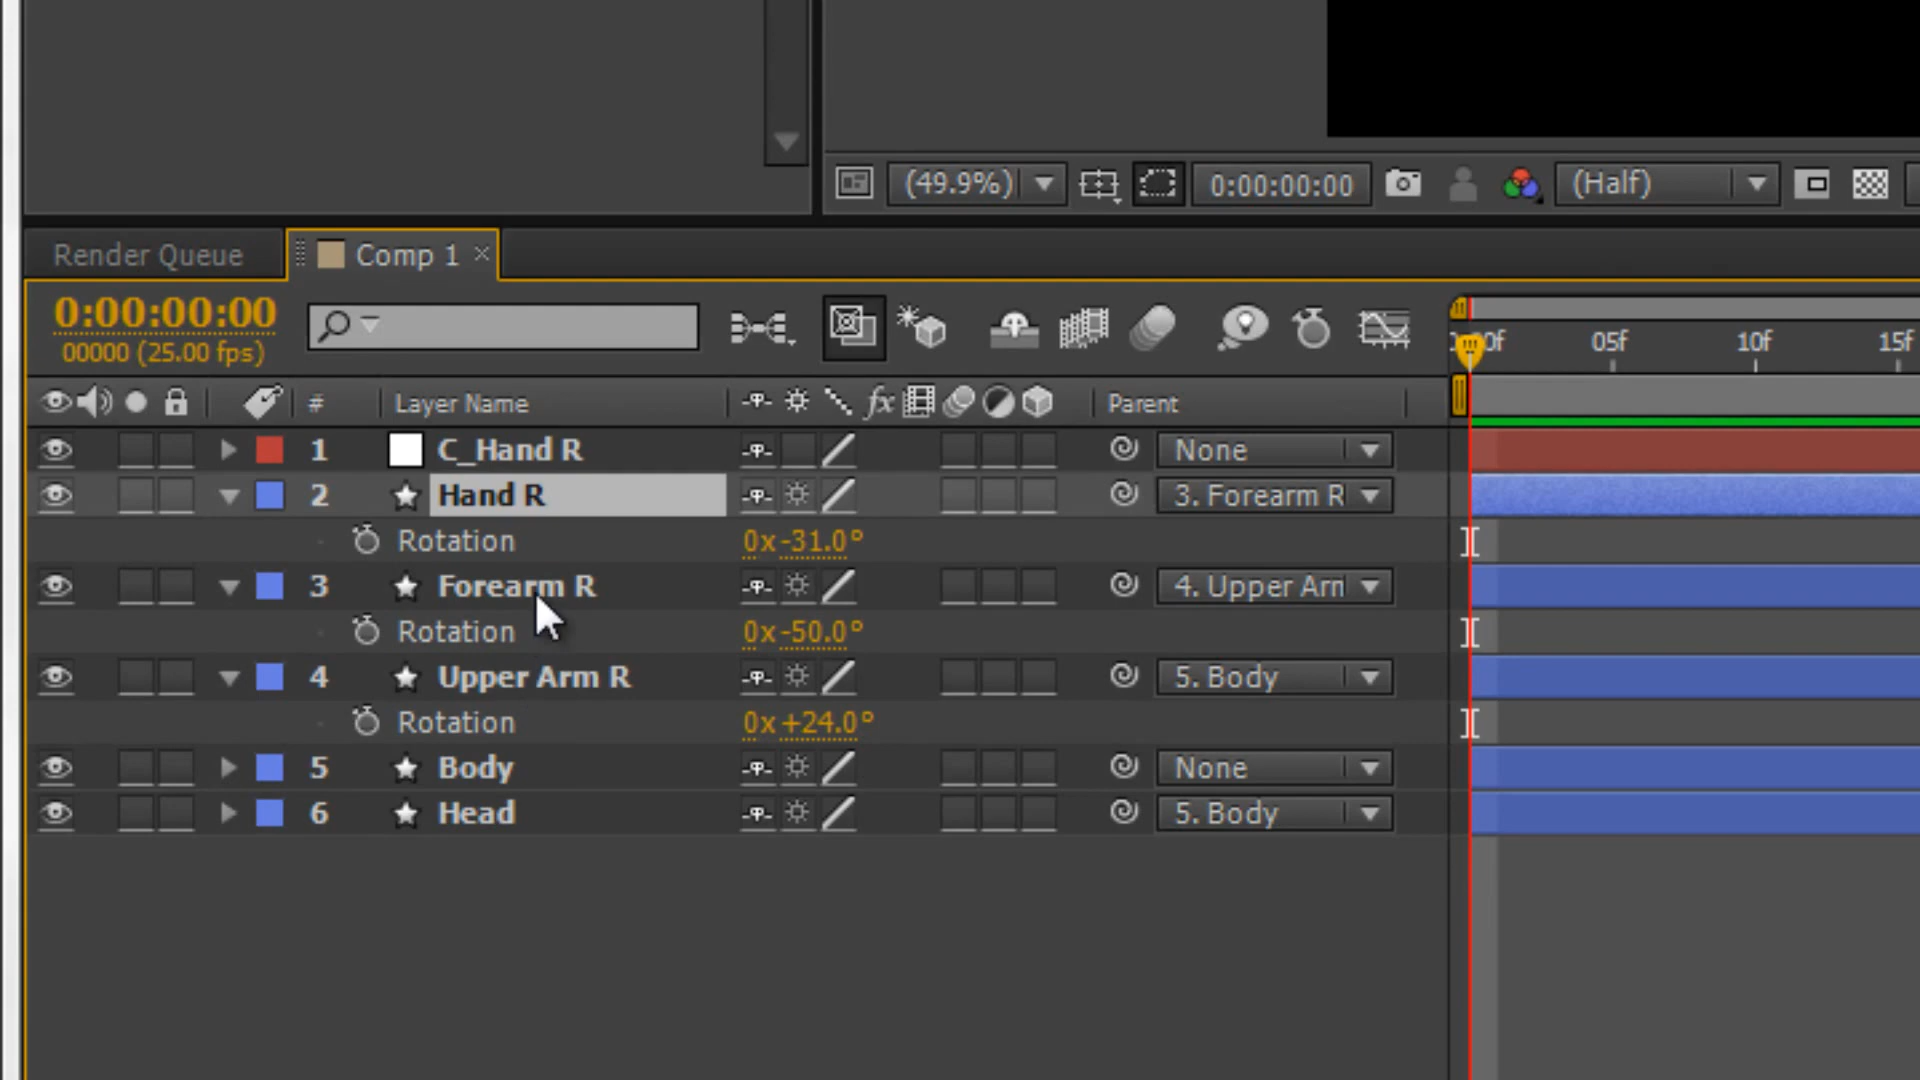 (49.9%) 0:00:00:00 (Half)
Render Queue Comp 1
0:00:00:00
00000 (25.00 fps)
05f 10f 15f
# Layer Name fx Parent
1 C_Hand R None
2 Hand R 3. Forearm R
Rotation 0x-31.0°
3 Forearm R 4. Upper Arn
Rotation 0x-50.0°
4 Upper Arm R 5. Body
Rotation 0x+24.0°
5 Body None
6 Head 5. Body